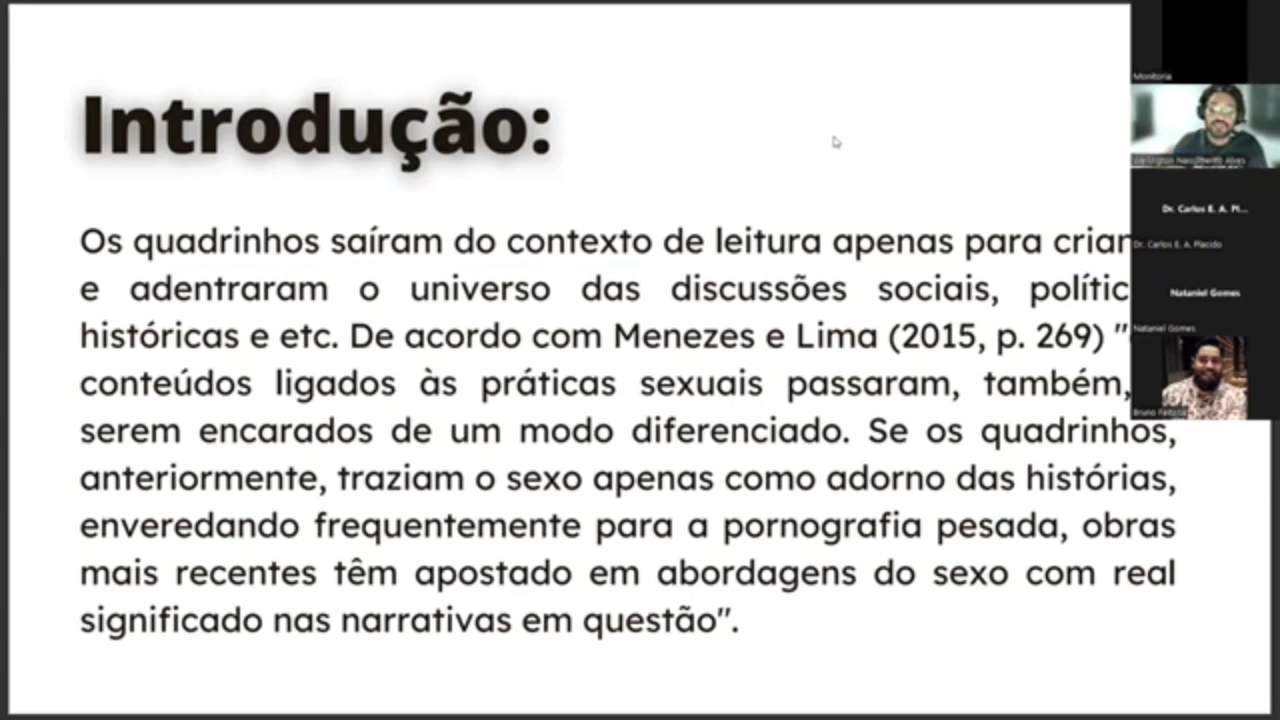 Introdução:
Os quadrinhos saíram do contexto de leitura apenas para crian
e adentraram o universo das discussões sociais, polític
históricas e etc. De acordo com Menezes e Lima (2015, p. 269) "
conteúdos ligados às práticas sexuais passaram, também,
serem encarados de um modo diferenciado. Se os quadrinhos,
anteriormente, traziam o sexo apenas como adorno das histórias,
enveredando frequentemente para a pornografia pesada, obras
mais recentes têm apostado em abordagens do sexo com real
significado nas narrativas em questão".
Monitoria
Nascimento Alves
Dr. Carlos E. A. Pl...
Dr. Carlos E. A. Placido
Nataniel Gomes
Nataniel Gomes
Bruno